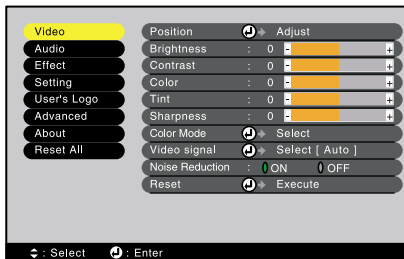 Video
Audio
Effect
Setting
User's Logo
Advanced
About
Reset All
Position Adjust
Brightness : 0 - +
Contrast : 0 - +
Color : 0 - +
Tint : 0 - +
Sharpness : 0 - +
Color Mode Select
Video signal Select [ Auto ]
Noise Reduction : ON OFF
Reset Execute
: Select : Enter